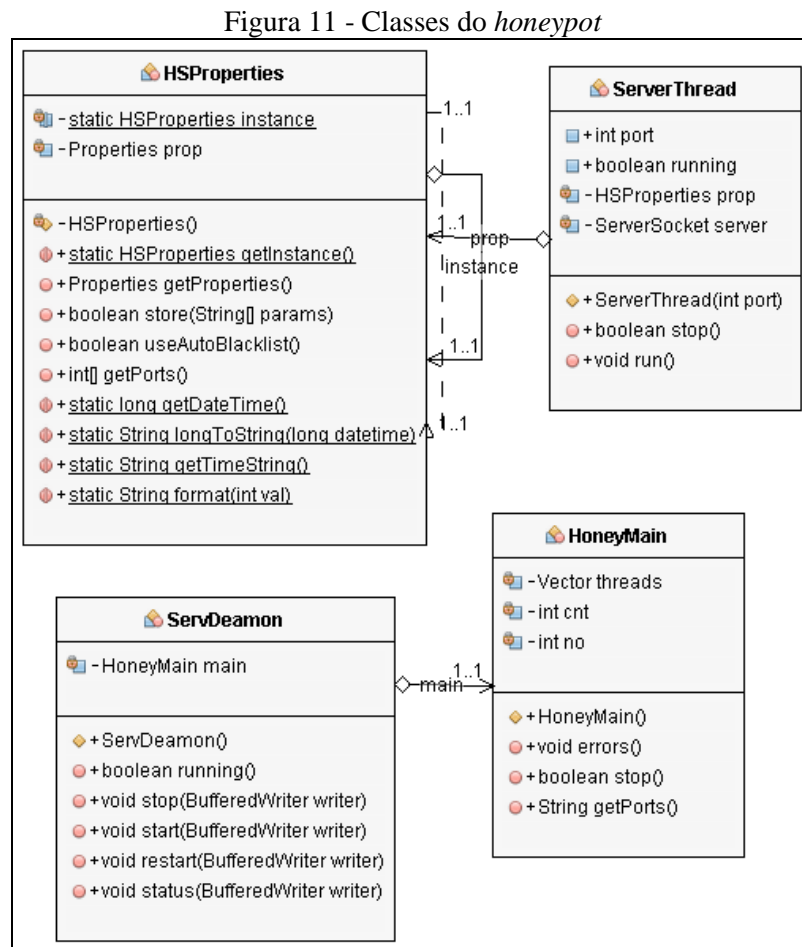 Figura 11 - Classes do honeypot
HSProperties
- static HSProperties instance
- Properties prop
- HSProperties()
+ static HSProperties getInstance()
+ Properties getProperties()
+ boolean store(String[] params)
+ boolean useAutoBlacklist()
+ int[] getPorts()
+ static long getDateTime()
+ static String longToString(long datetime)
+ static String getTimeString()
+ static String format(int val)
1..1
1..1
prop
instance
1..1
1..1
ServerThread
+ int port
+ boolean running
- HSProperties prop
- ServerSocket server
+ ServerThread(int port)
+ boolean stop()
+ void run()
ServDeamon
- HoneyMain main
+ ServDeamon()
+ boolean running()
+ void stop(BufferedWriter writer)
+ void start(BufferedWriter writer)
+ void restart(BufferedWriter writer)
+ void status(BufferedWriter writer)
main
1..1
HoneyMain
- Vector threads
- int cnt
- int no
+ HoneyMain()
+ void errors()
+ boolean stop()
+ String getPorts()